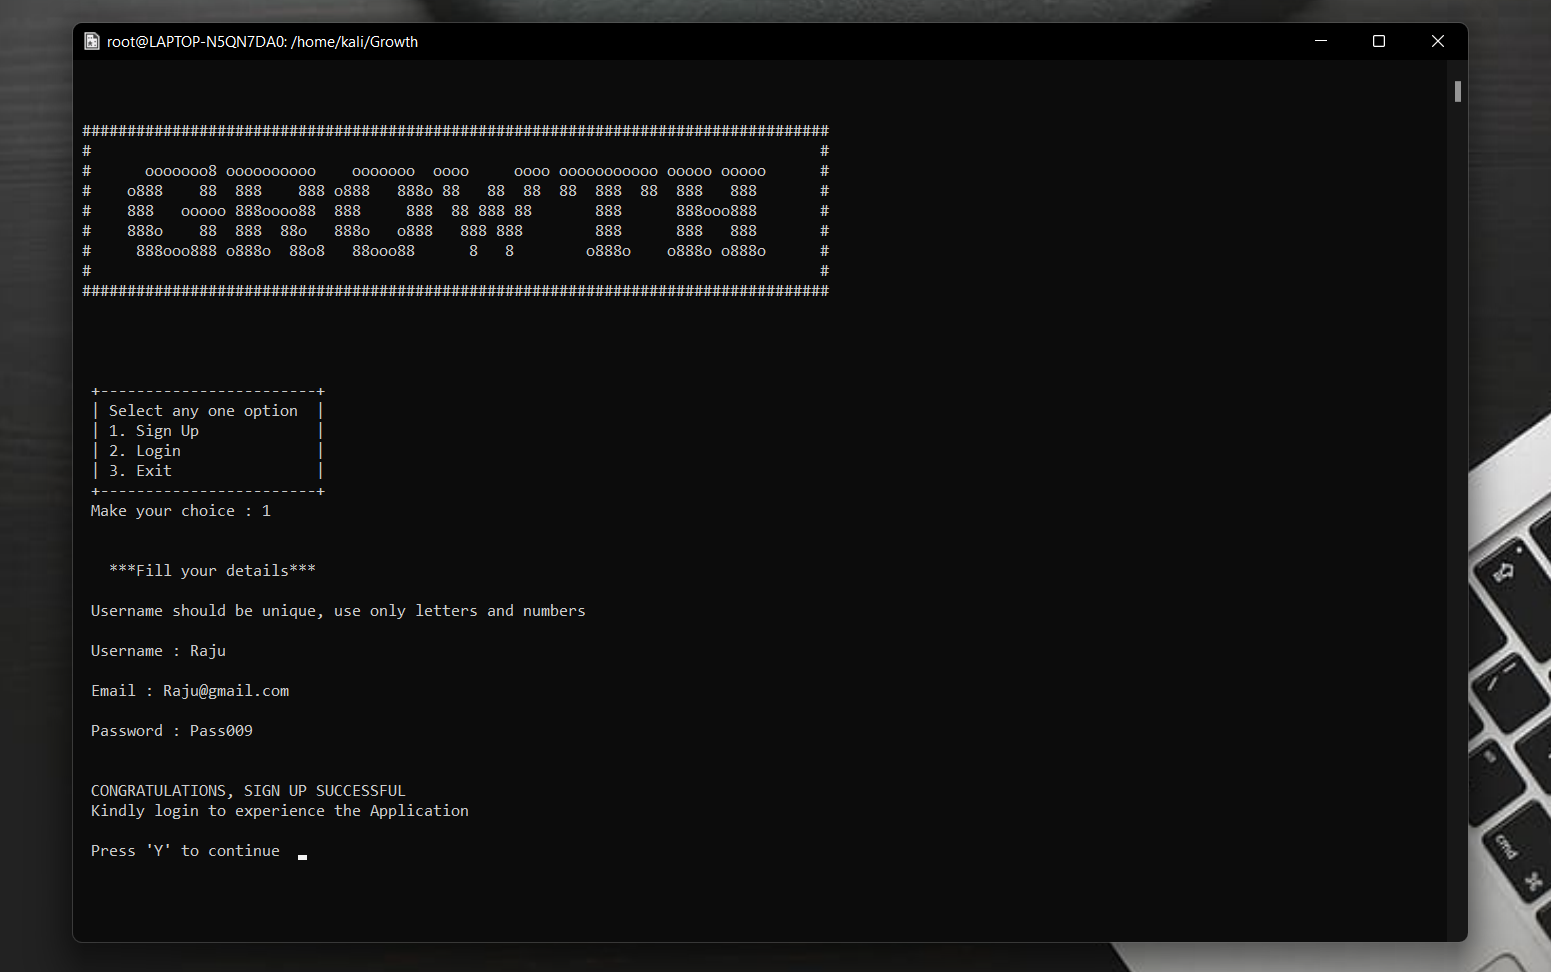 root@LAPTOP-N5QN7DA0: /home/kali/Growth
###################################################################################
#                                                                                 #
#      ooooooo8 oooooooooo    ooooooo  oooo     oooo ooooooooooo ooooo ooooo      #
#    o888    88  888    888 o888   888o 88   88  88  88  888  88  888   888       #
#    888   ooooo 888oooo88  888     888  88 888 88       888      888ooo888       #
#    888o    88  888  88o   888o   o888   888 888        888      888   888       #
#     888ooo888 o888o  88o8   88ooo88      8   8        o888o    o888o o888o      #
#                                                                                 #
###################################################################################
+------------------------+
| Select any one option  |
| 1. Sign Up             |
| 2. Login               |
| 3. Exit                |
+------------------------+
Make your choice : 1
***Fill your details***
Username should be unique, use only letters and numbers
Username : Raju
Email : Raju@gmail.com
Password : Pass009
CONGRATULATIONS, SIGN UP SUCCESSFUL
Kindly login to experience the Application
Press 'Y' to continue
cmd